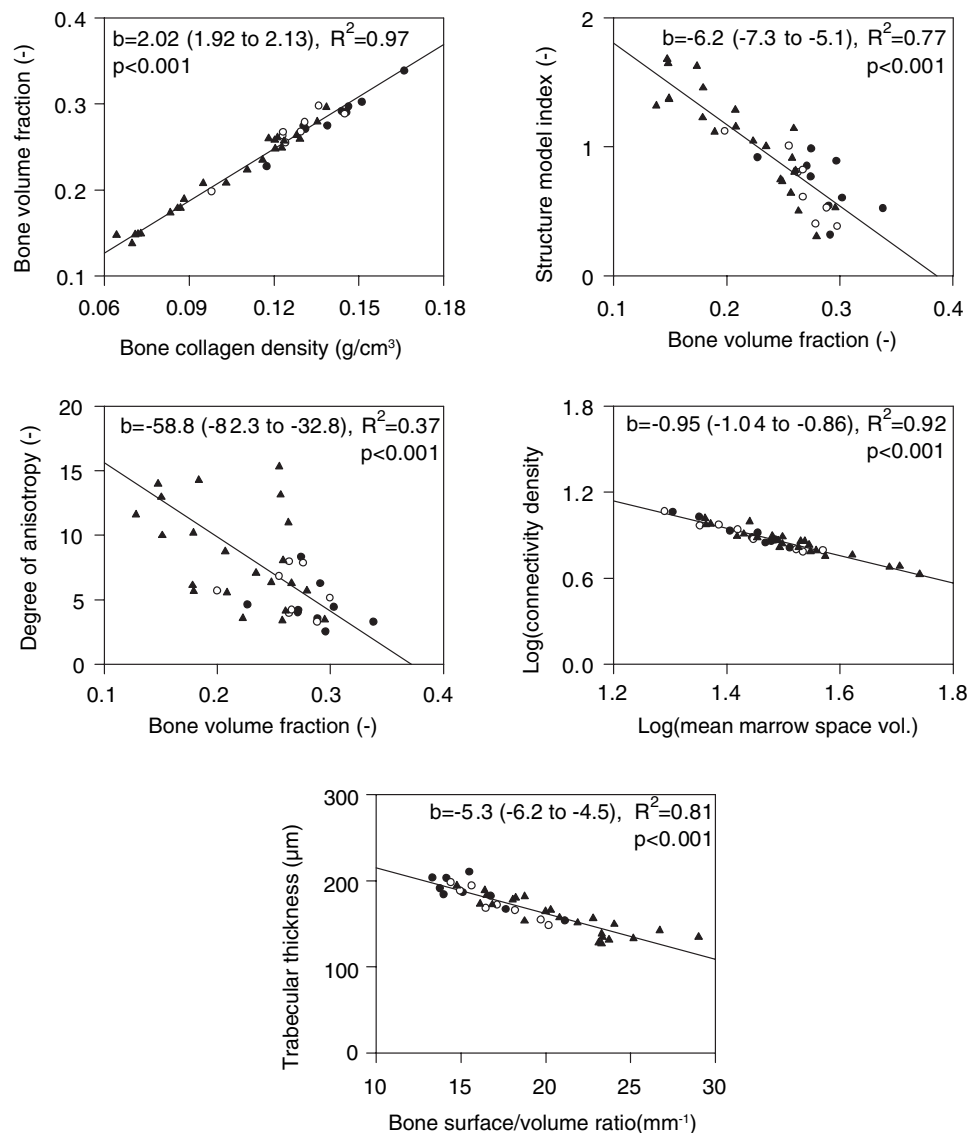 b=2.02 (1.92 to 2.13), R²=0.97
p<0.001
0.4
0.3
0.2
0.1
Bone volume fraction (-)
0.06
0.09
0.12
0.15
0.18
Bone collagen density (g/cm³)
b=-6.2 (-7.3 to -5.1), R²=0.77
p<0.001
2
1
0
Structure model index (-)
0.1
0.2
0.3
0.4
Bone volume fraction (-)
b=-58.8 (-82.3 to -32.8), R²=0.37
p<0.001
20
15
10
5
0
Degree of anisotropy (-)
0.1
0.2
0.3
0.4
Bone volume fraction (-)
b=-0.95 (-1.04 to -0.86), R²=0.92
p<0.001
1.8
1.2
0.6
0.0
Log(connectivity density)
1.2
1.4
1.6
1.8
Log(mean marrow space vol.)
b=-5.3 (-6.2 to -4.5), R²=0.81
p<0.001
300
200
100
0
Trabecular thickness (µm)
10
15
20
25
30
Bone surface/volume ratio(mm⁻¹)